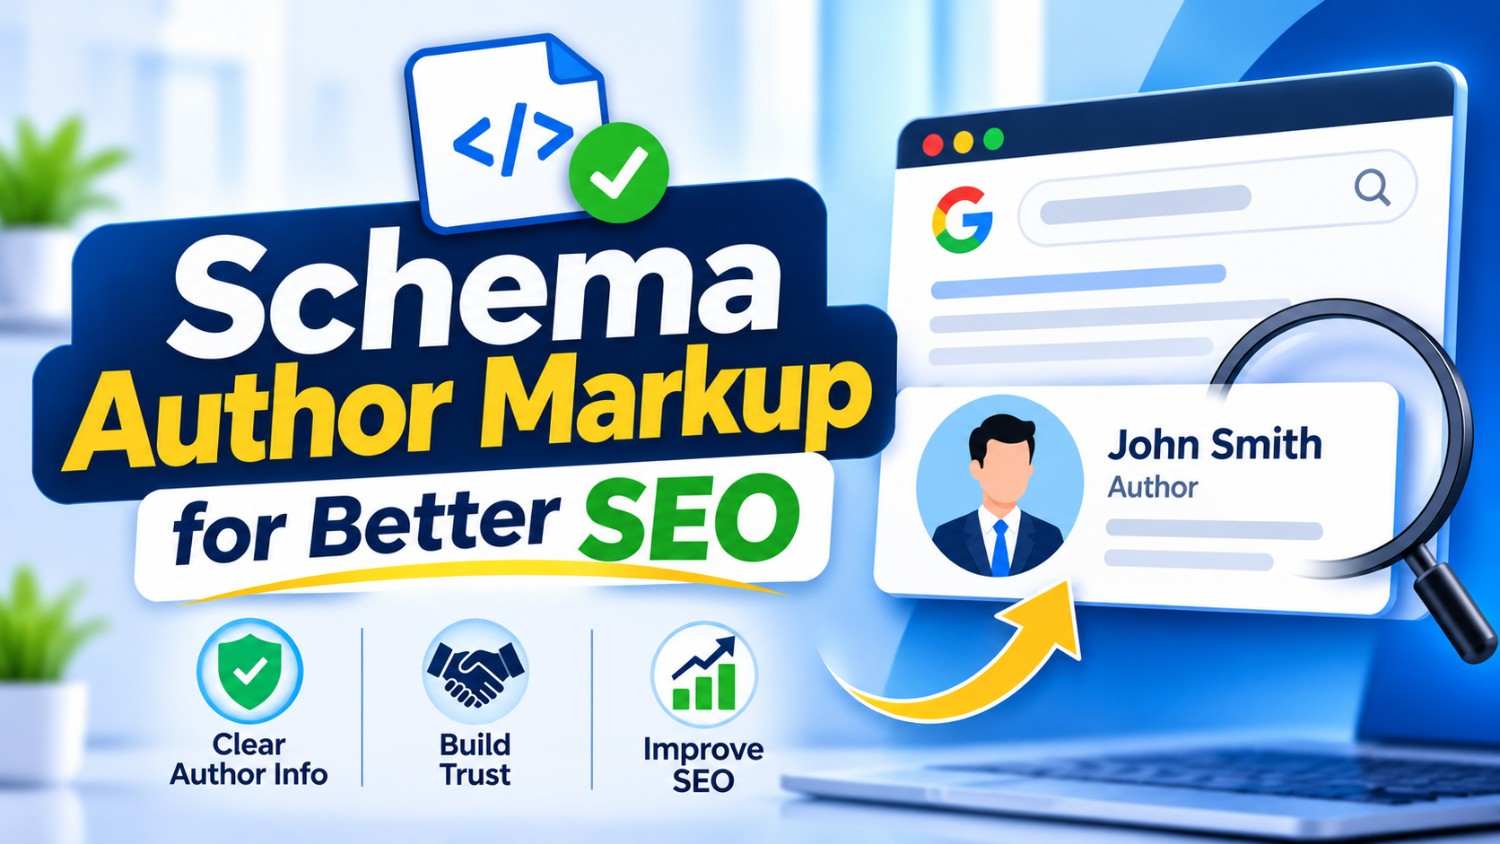 </>
Schema
Author Markup
for Better SEO
Clear
Author Info
Build
Trust
Improve
SEO
G
John Smith
Author